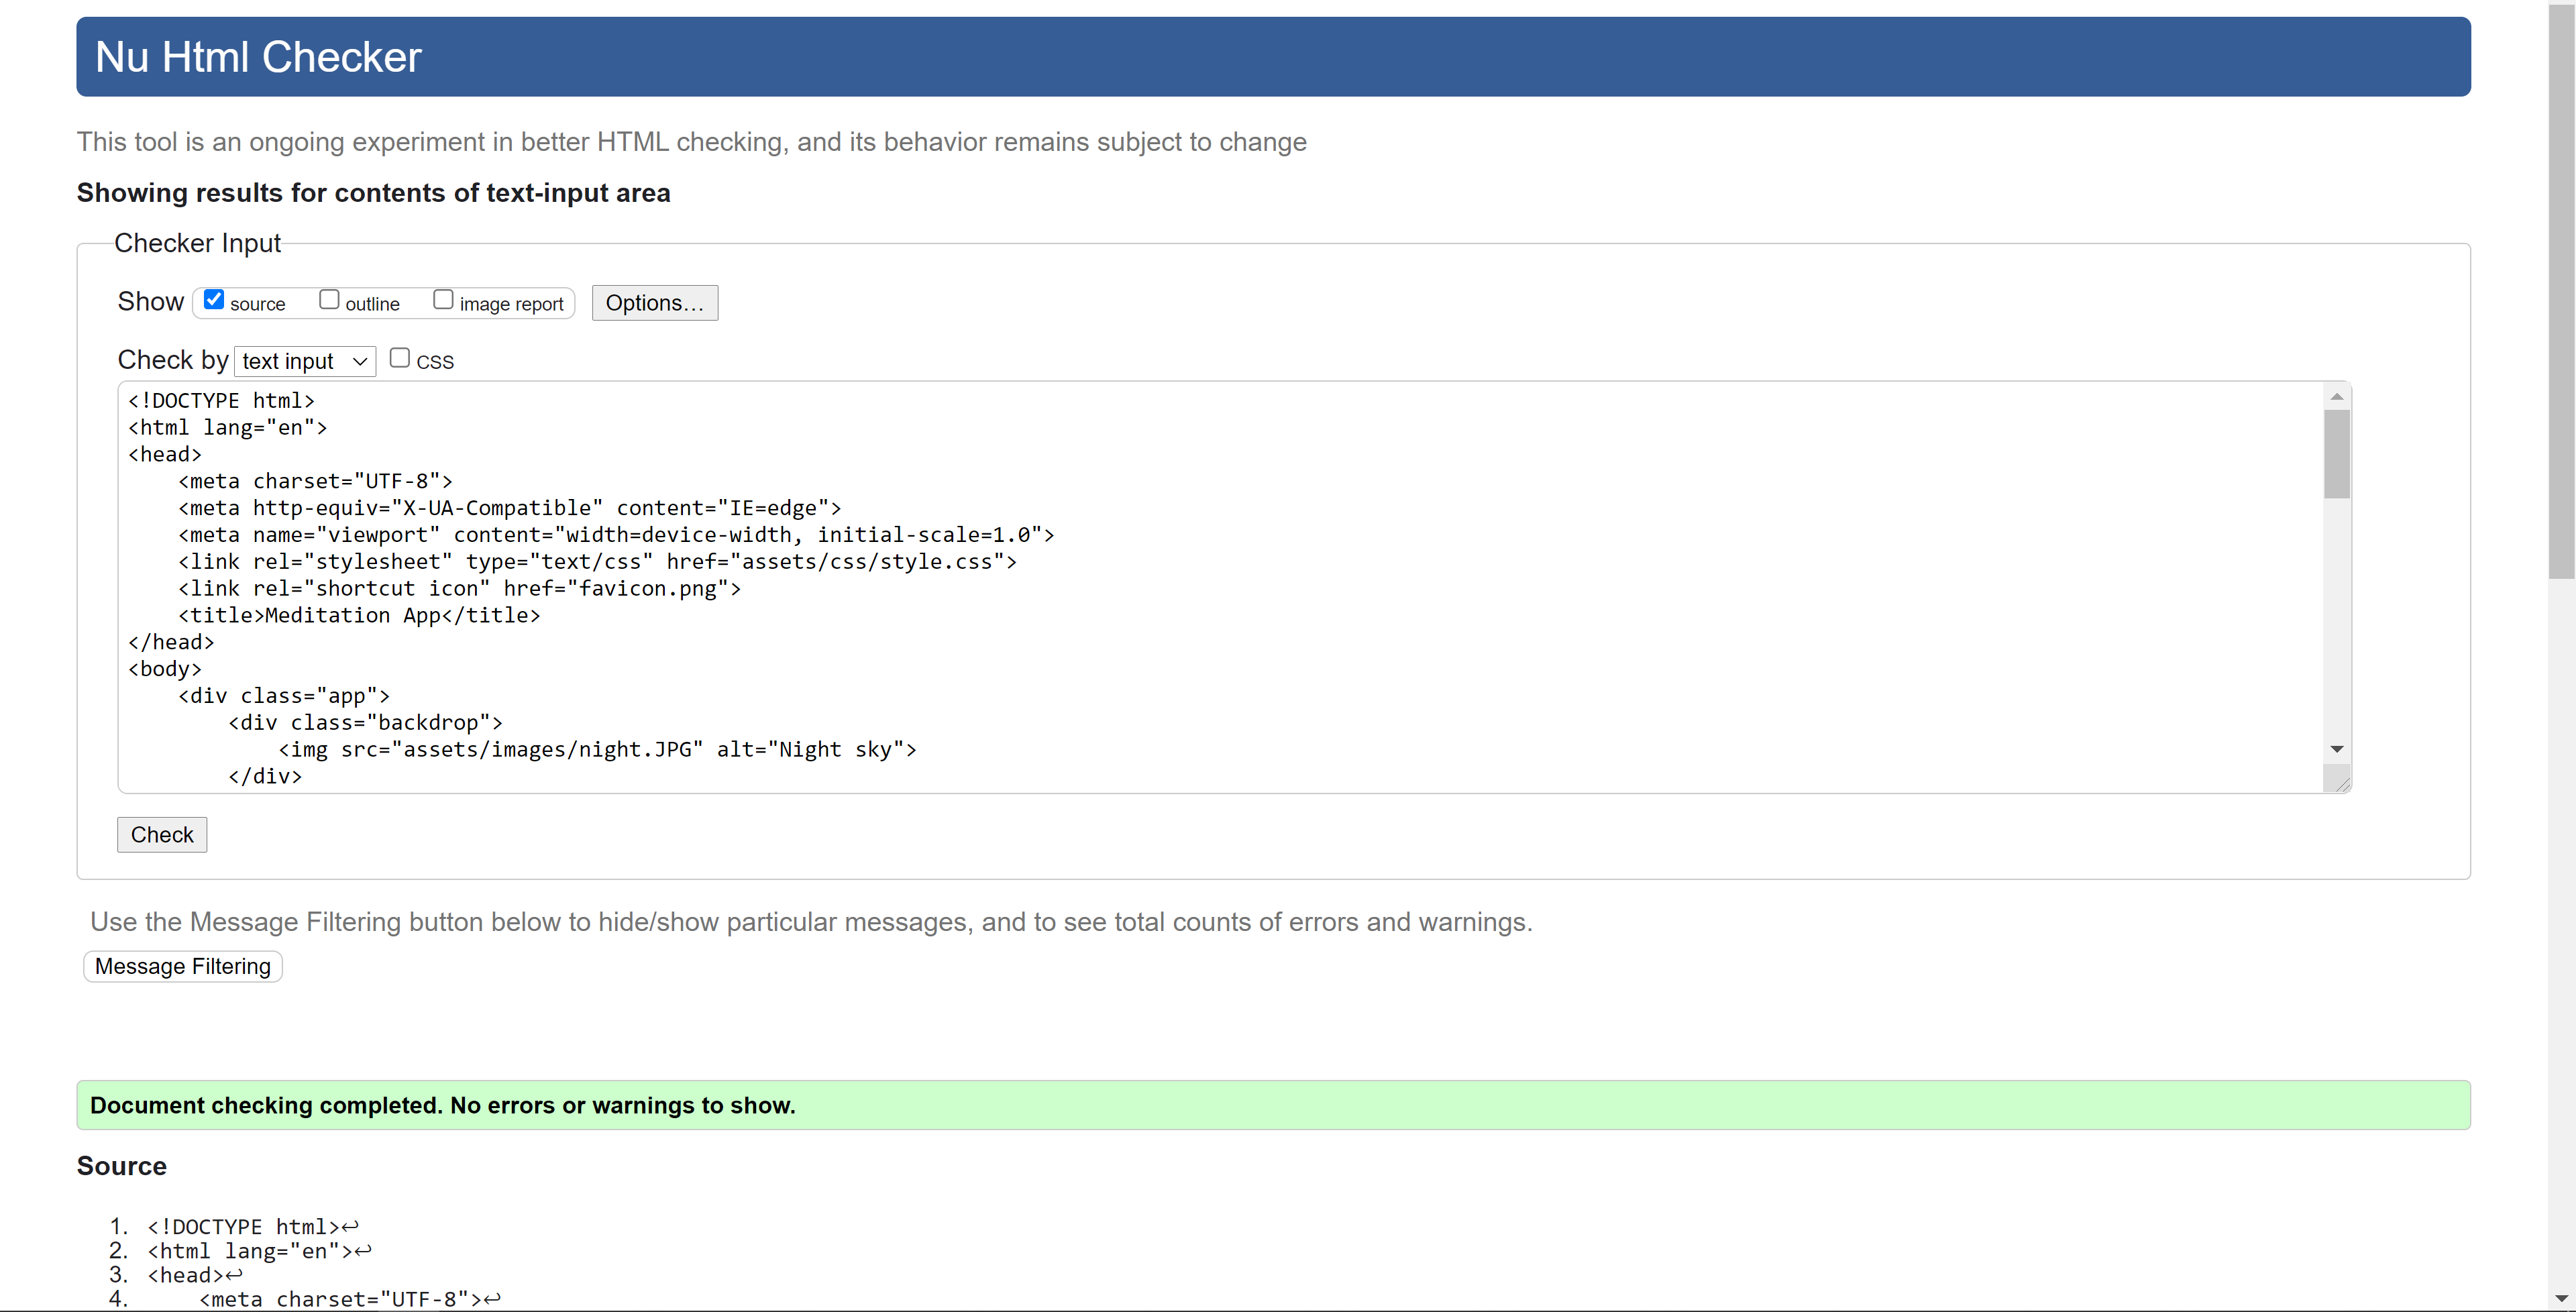 Nu Html Checker
This tool is an ongoing experiment in better HTML checking, and its behavior remains subject to change
Showing results for contents of text-input area
Checker Input
Show source outline image report Options...
Check by text input CSS
<!DOCTYPE html>
<html lang="en">
<head>
    <meta charset="UTF-8">
    <meta http-equiv="X-UA-Compatible" content="IE=edge">
    <meta name="viewport" content="width=device-width, initial-scale=1.0">
    <link rel="stylesheet" type="text/css" href="assets/css/style.css">
    <link rel="shortcut icon" href="favicon.png">
    <title>Meditation App</title>
</head>
<body>
    <div class="app">
        <div class="backdrop">
            <img src="assets/images/night.JPG" alt="Night sky">
        </div>
Check
Use the Message Filtering button below to hide/show particular messages, and to see total counts of errors and warnings.
Message Filtering
Document checking completed. No errors or warnings to show.
Source
1. <!DOCTYPE html>↩
2. <html lang="en">↩
3. <head>↩
4.     <meta charset="UTF-8">↩